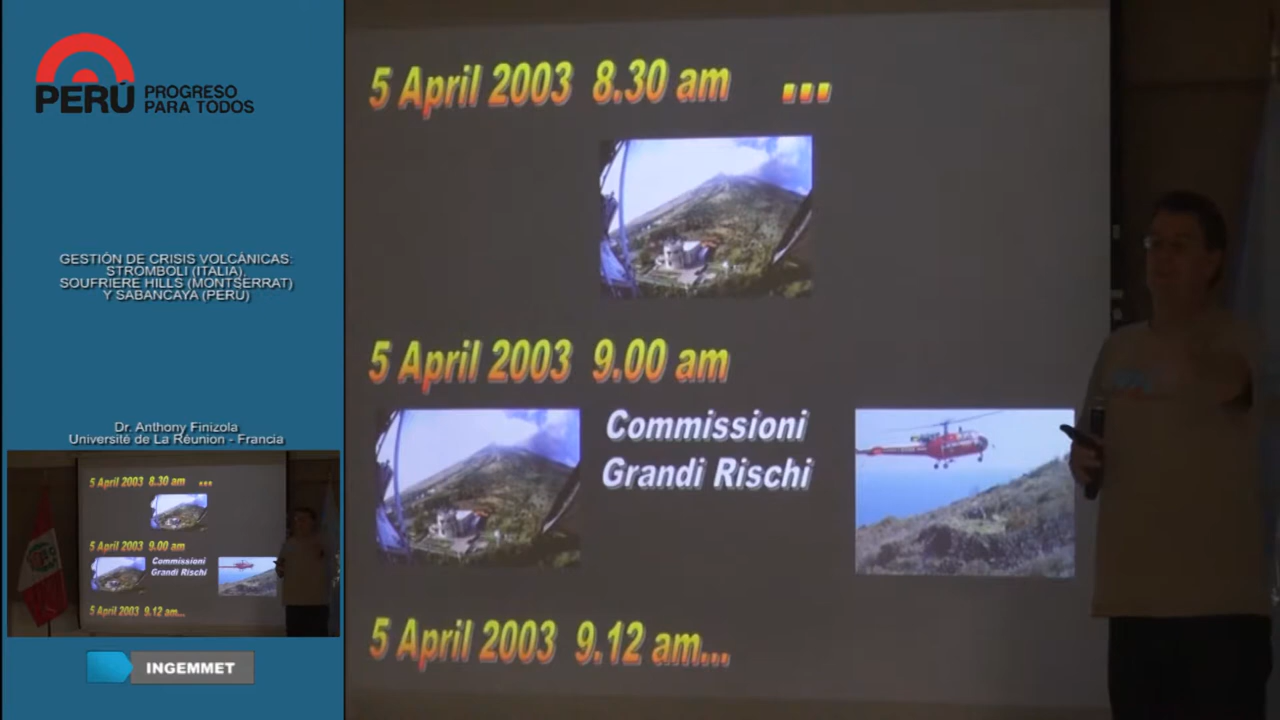 PERÚ
PROGRESO
PARA TODOS
GESTIÓN DE CRISIS VOLCÁNICAS:
STROMBOLI (ITALIA),
SOUFRIERE HILLS (MONTSERRAT)
Y SABANCAYA (PERÚ)
Dr. Anthony Finizola
Université de La Réunion - Francia
5 April 2003 8.30 am ...
5 April 2003 9.00 am
Commissioni
Grandi Rischi
5 April 2003 9.12 am...
INGEMMET
5 April 2003 8.30 am ...
5 April 2003 9.00 am
Commissioni
Grandi Rischi
5 April 2003 9.12 am...